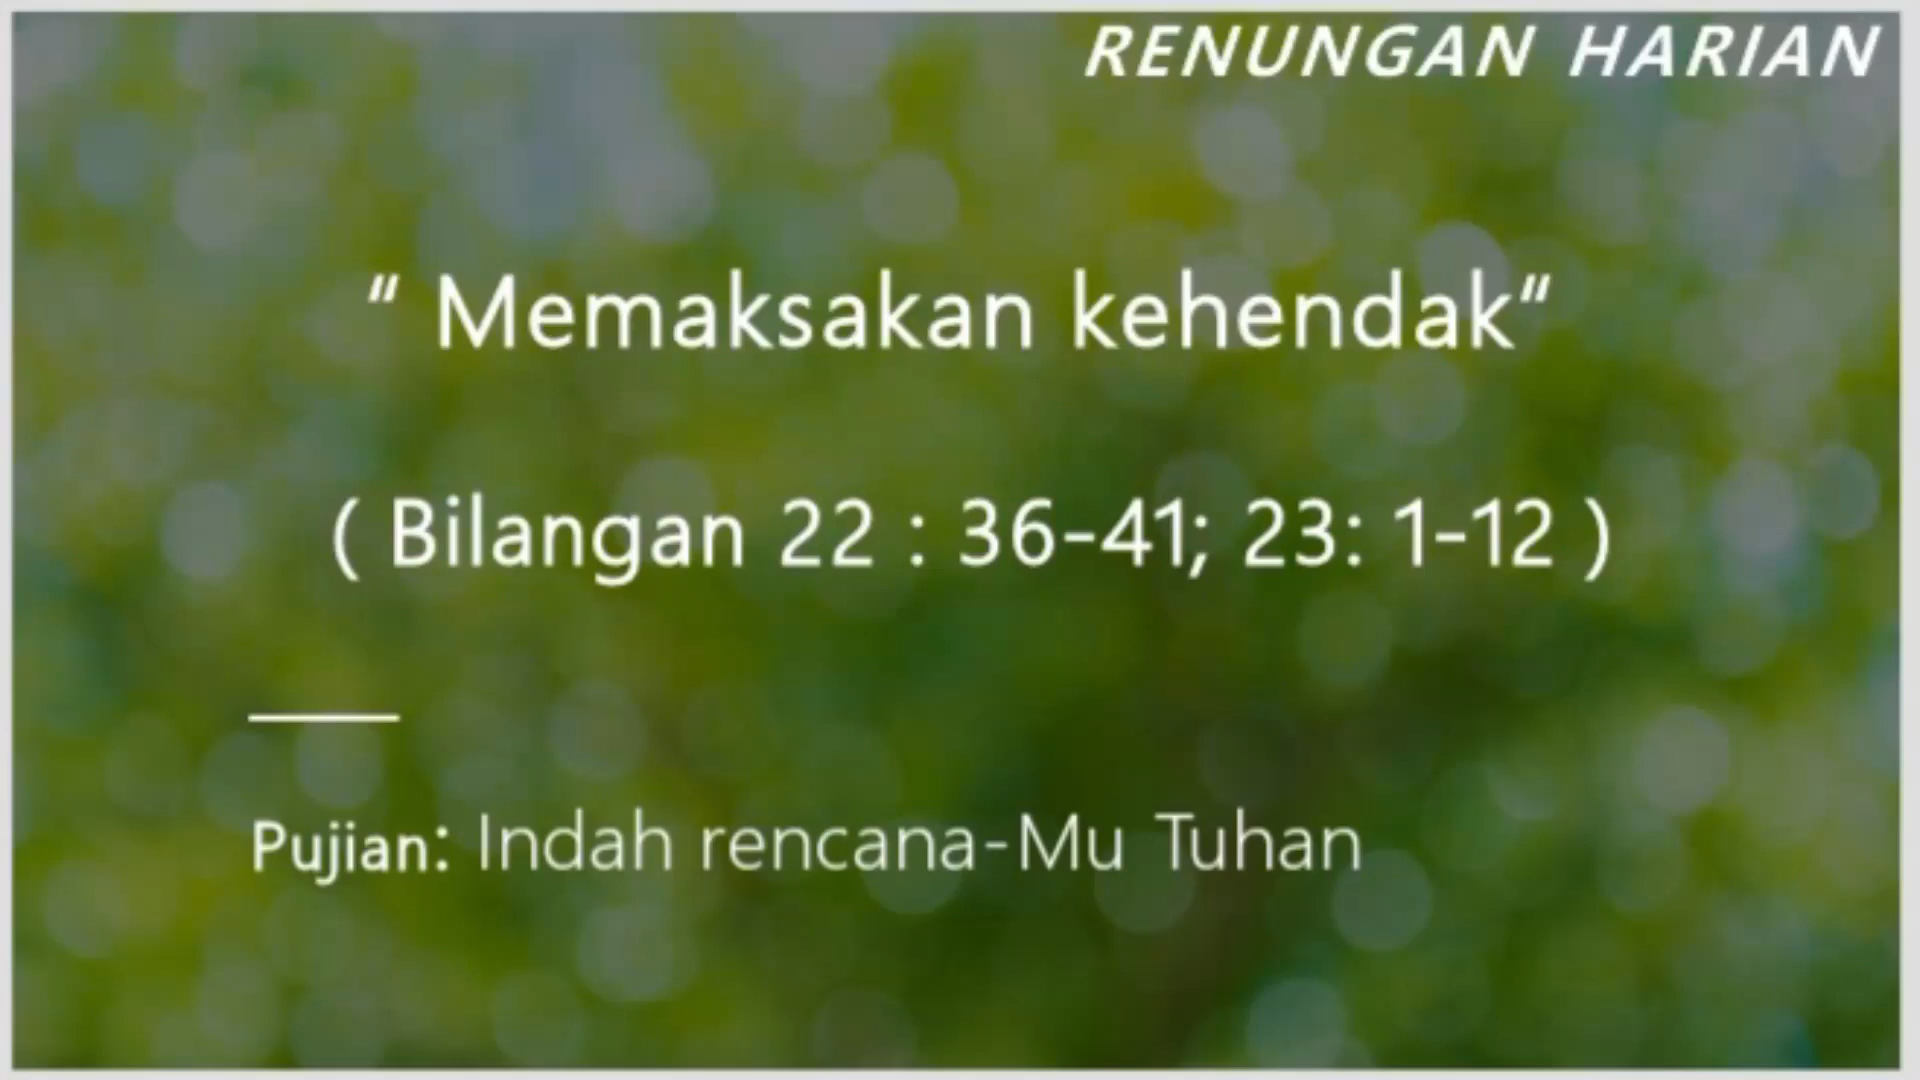 RENUNGAN HARIAN
“ Memaksakan kehendak“
( Bilangan 22 : 36-41; 23: 1-12 )
Pujian: Indah rencana-Mu Tuhan